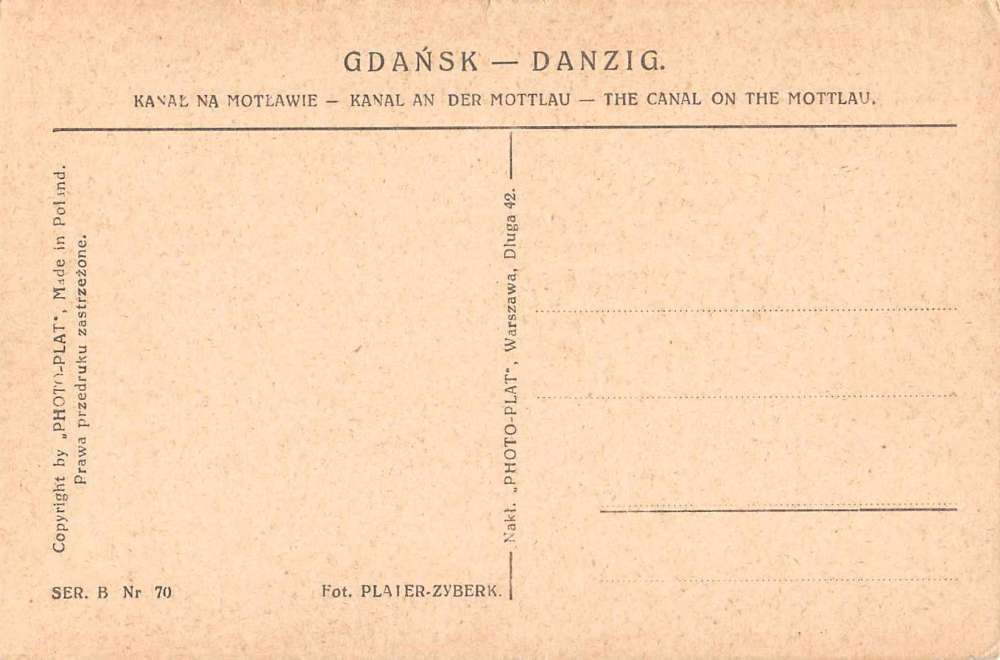 GDAŃSK — DANZIG.
KANAŁ NA MOTŁAWIE — KANAL AN DER MOTTLAU — THE CANAL ON THE MOTTLAU.
Copyright by „PHOTO-PLAT", Made in Poland.
Prawa przedruku zastrzeżone.
Nakł. „PHOTO-PLAT", Warszawa, Długa 42.
SER. B Nr 70
Fot. PLATER-ZYBERK.